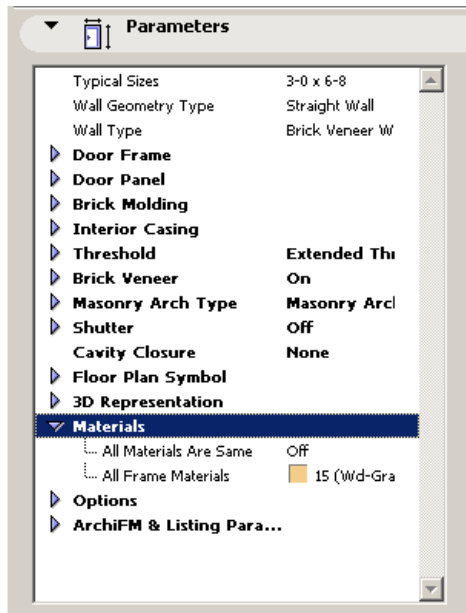 Parameters
Typical Sizes 3-0 x 6-8
Wall Geometry Type Straight Wall
Wall Type Brick Veneer W
Door Frame
Door Panel
Brick Molding
Interior Casing
Threshold Extended Thr
Brick Veneer On
Masonry Arch Type Masonry Arcl
Shutter Off
Cavity Closure None
Floor Plan Symbol
3D Representation
Materials
All Materials Are Same Off
All Frame Materials 15 (Wd-Gra
Options
ArchiFM & Listing Para...